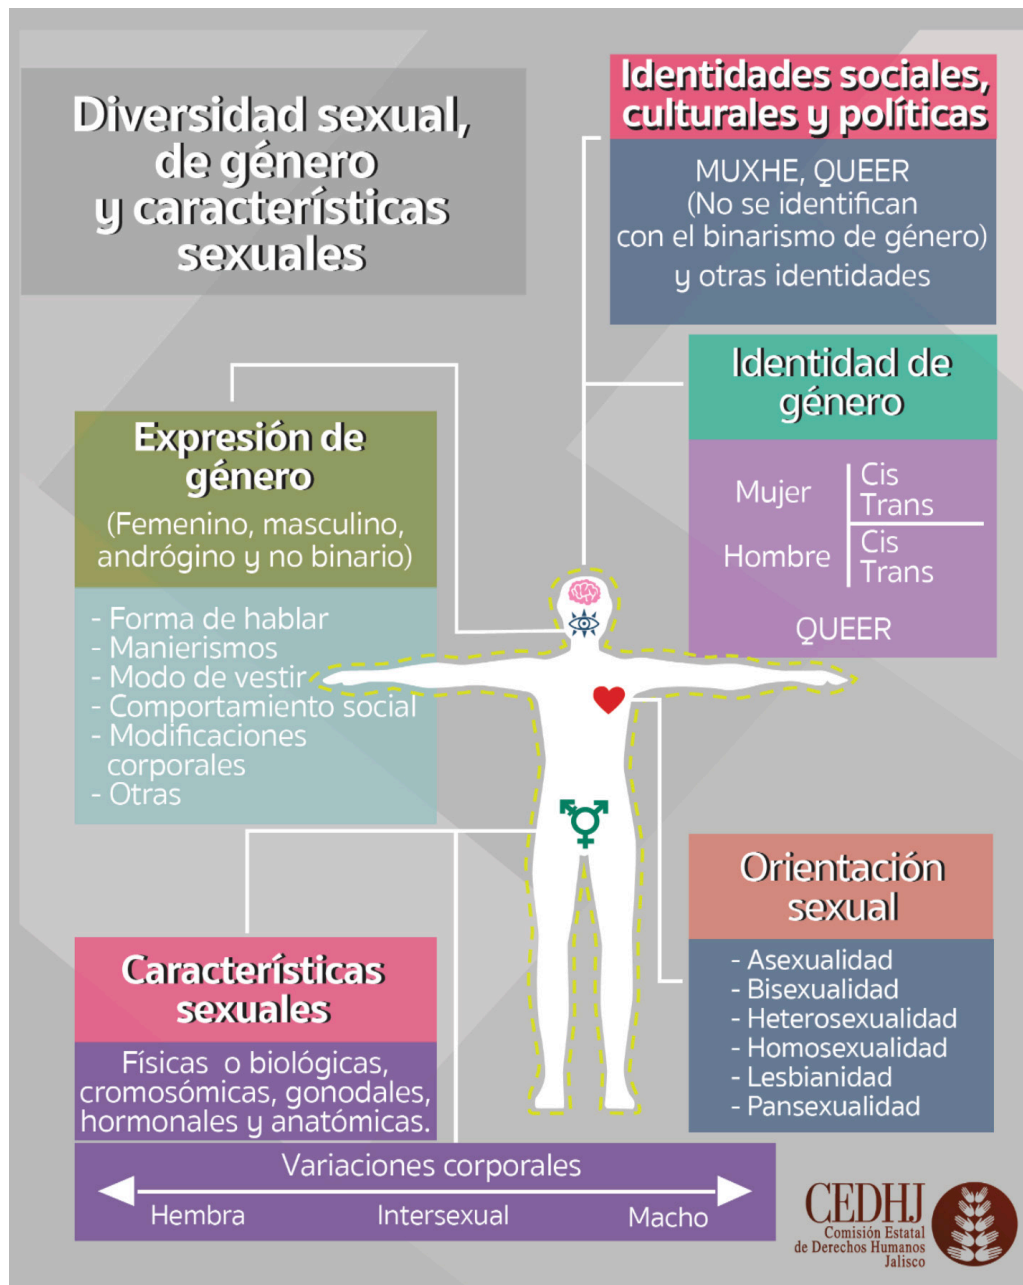 Diversidad sexual,
de género
y características
sexuales
Identidades sociales,
culturales y políticas
MUXHE, QUEER
(No se identifican
con el binarismo de género)
y otras identidades
Identidad de
género
Mujer
Cis
Trans
Hombre
Cis
Trans
QUEER
Expresión de
género
(Femenino, masculino,
andrógino y no binario)
- Forma de hablar
- Manierismos
- Modo de vestir
- Comportamiento social
- Modificaciones
corporales
- Otras
Orientación
sexual
- Asexualidad
- Bisexualidad
- Heterosexualidad
- Homosexualidad
- Lesbianidad
- Pansexualidad
Características
sexuales
Físicas o biológicas,
cromosómicas, gonodales,
hormonales y anatómicas.
Variaciones corporales
Hembra Intersexual Macho
CEDHJ
Comisión Estatal
de Derechos Humanos
Jalisco